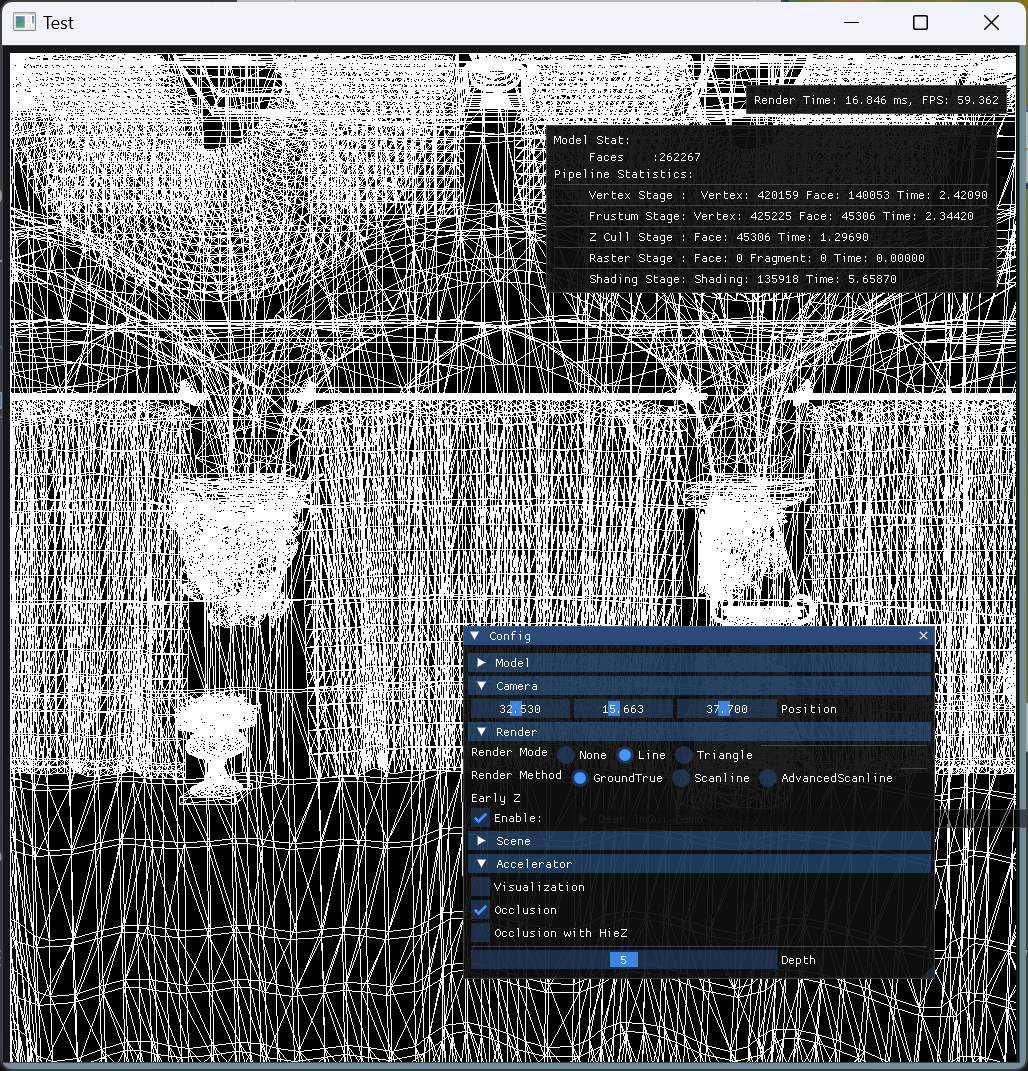 Test
Render Time: 16.846 ms, FPS: 59.362
Model Stat:
Faces :262267
Pipeline Statistics:
Vertex Stage : Vertex: 420159 Face: 140053 Time: 2.42090
Frustum Stage: Vertex: 425225 Face: 45306 Time: 2.34420
Z Cull Stage : Face: 45306 Time: 1.29690
Raster Stage : Face: 0 Fragment: 0 Time: 0.00000
Shading Stage: Shading: 135918 Time: 5.65870
Config
Model
Camera
32.530 15.663 37.700 Position
Render
Render Mode None Line Triangle
Render Method GroundTrue Scanline AdvancedScanline
Early Z
Enable:
Scene
Accelerator
Visualization
Occlusion
Occlusion with HieZ
5 Depth